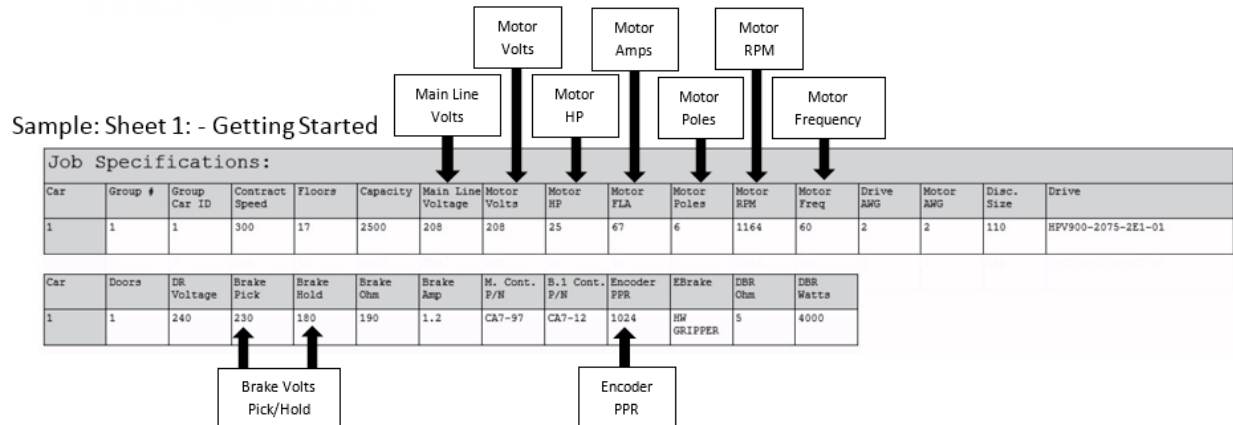 Motor
Volts
Motor
Amps
Motor
RPM
Main Line
Volts
Motor
HP
Motor
Poles
Motor
Frequency
Sample: Sheet 1: - Getting Started
Job Specifications:
Car Group # Group Car ID Contract Speed Floors Capacity Main Line Voltage Motor Volts Motor HP Motor FLA Motor Poles Motor RPM Motor Freq Drive AWG Motor AWG Disc. Size Drive
1 1 1 300 17 2500 208 208 25 67 6 1164 60 2 2 110 HPV900-2075-2E1-01
Car Doors DR Voltage Brake Pick Brake Hold Brake Ohm Brake Amp M. Cont. P/N B.1 Cont. P/N Encoder PPR EBrake DBR Ohm DBR Watts
1 1 240 230 180 190 1.2 CA7-97 CA7-12 1024 HW GRIPPER 5 4000
Brake Volts
Pick/Hold
Encoder
PPR